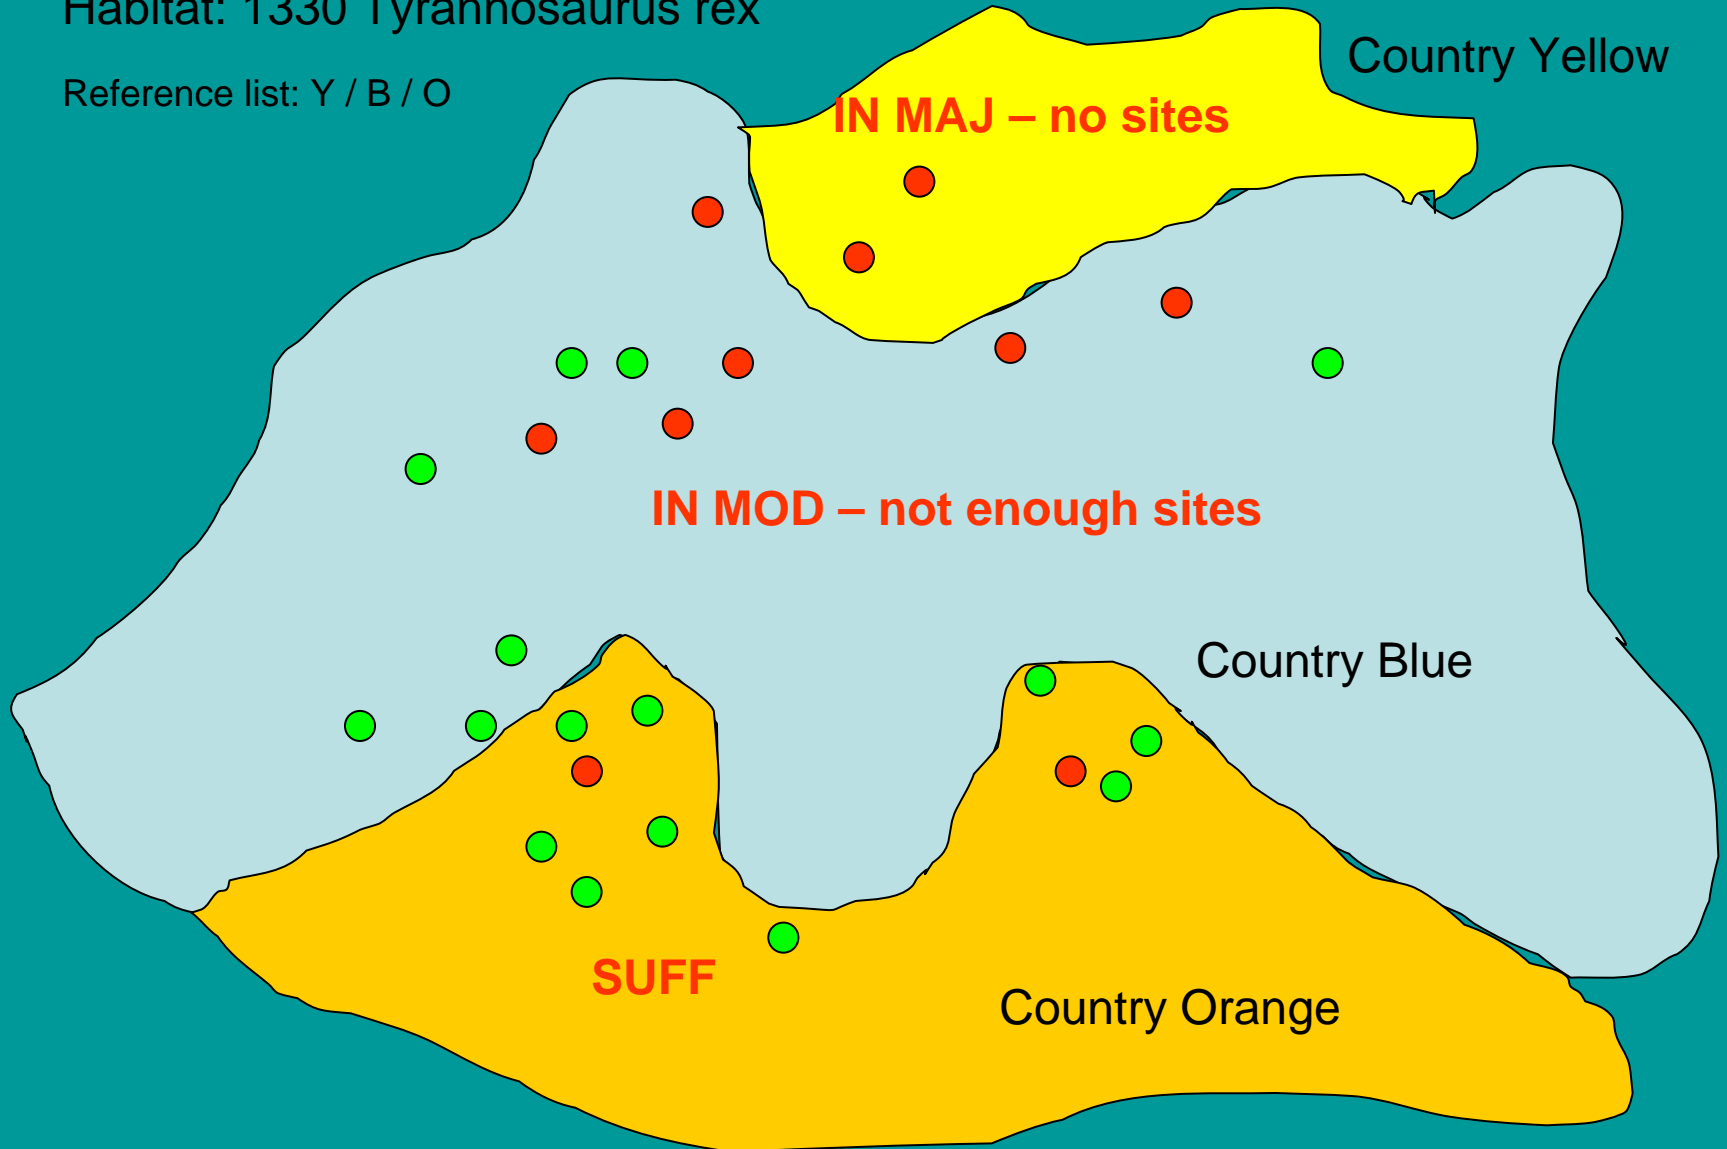 Habitat: 1330 Tyrannosaurus rex
Country Yellow
Reference list: Y / B / O
IN MAJ – no sites
IN MOD – not enough sites
Country Blue
SUFF
Country Orange